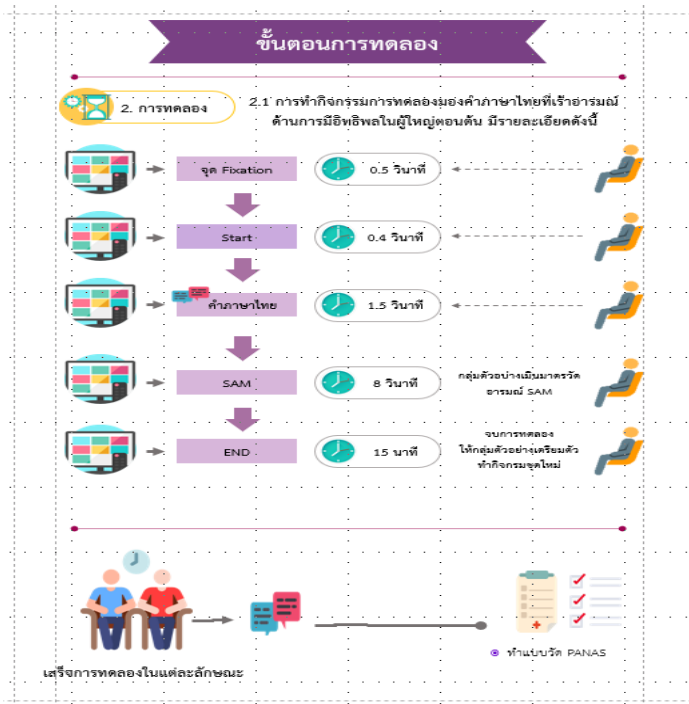 ขั้นตอนการทดลอง
2. การทดลอง
2.1 การทำกิจกรรมการทดลองมองคำภาษาไทยที่เร้าอารมณ์
ด้านการมีอิทธิพลในผู้ใหญ่ตอนต้น มีรายละเอียดดังนี้
จุด Fixation
0.5 วินาที่
Start
0.4 วินาที
คำภาษาไทย
1.5 วินาที
SAM
8 วินาที
กลุ่มตัวอย่างเมินมาตรวัด
อารมณ์ SAM
END
15 นาที
จบการทดลอง
ให้กลุ่มตัวอย่างเตรียมตัว
ทำกิจกรมชุดใหม่
เสร็จการทดลองในแต่ละลักษณะ
ทำแบบวัด PANAS